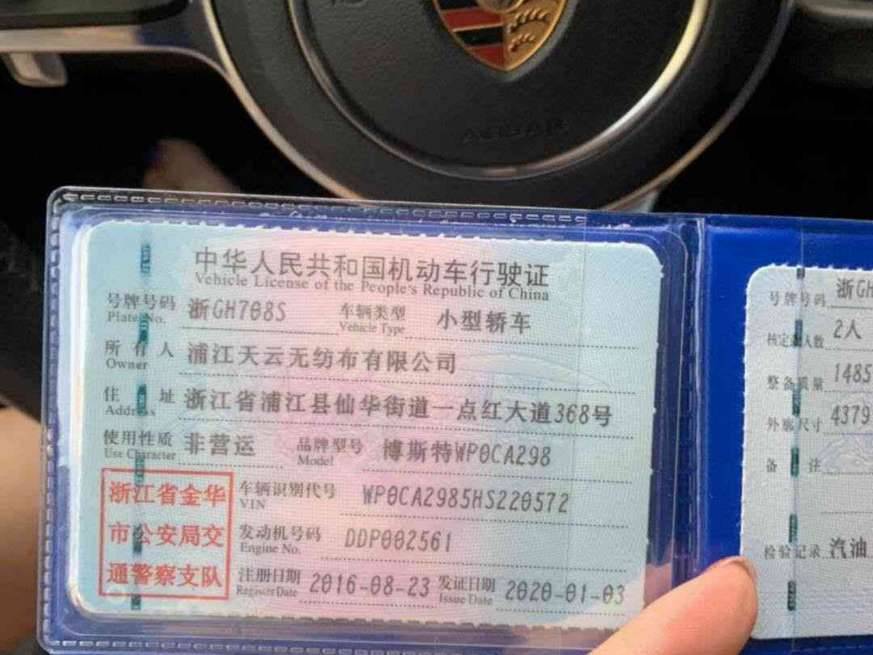 AIRBAG
中华人民共和国机动车行驶证
Vehicle License of the People's Republic of China
号牌号码 浙GH708S 车辆类型 小型轿车
Plate No. Vehicle Type
所有人 浦江天云无纺布有限公司
Owner
住址 浙江省浦江县仙华街道一点红大道368号
Address
使用性质 非营运 品牌型号 博斯特WP0CA298
Use Character Model
浙江省金华
市公安局交
通警察支队
车辆识别代号 WP0CA2985HS220572
VIN
发动机号码 DDP002561
Engine No.
注册日期 2016-08-23 发证日期 2020-01-03
Register Date Issue Date
号牌号码 浙GH
核定载人数 2人
整备质量 1485
外廓尺寸 4379
备注
检验记录 汽油